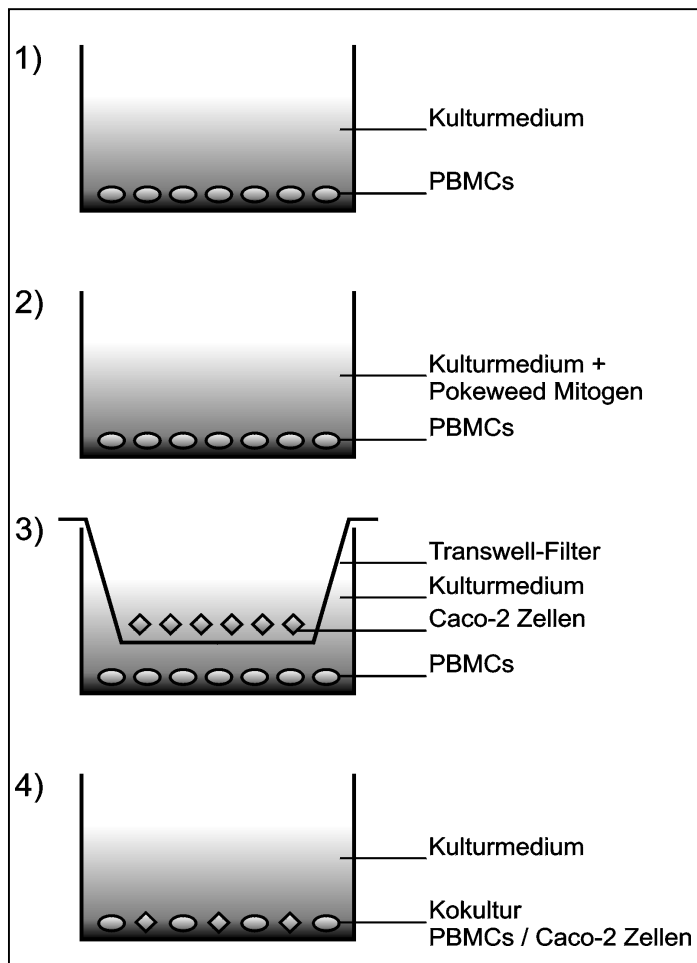 1)
Kulturmedium
PBMCs
2)
Kulturmedium +
Pokeweed Mitogen
PBMCs
3)
Transwell-Filter
Kulturmedium
Caco-2 Zellen
PBMCs
4)
Kulturmedium
Kokultur
PBMCs / Caco-2 Zellen